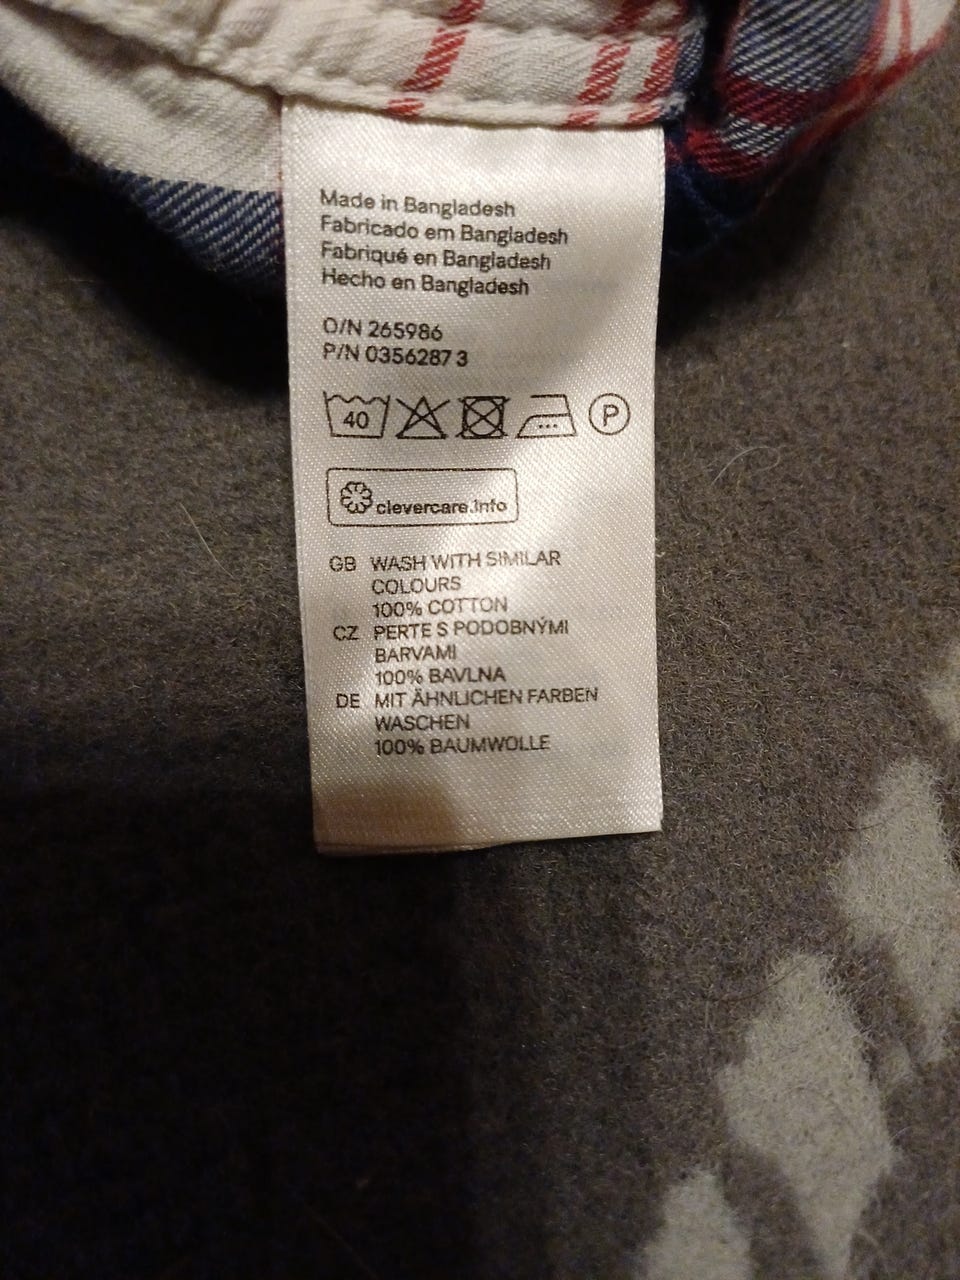 Made in Bangladesh
Fabricado em Bangladesh
Fabriqué en Bangladesh
Hecho en Bangladesh
O/N 265986
P/N 0356287 3
40 P
clevercare.info
GB WASH WITH SIMILAR
COLOURS
100% COTTON
CZ PERTE S PODOBNÝMI
BARVAMI
100% BAVLNA
DE MIT ÄHNLICHEN FARBEN
WASCHEN
100% BAUMWOLLE